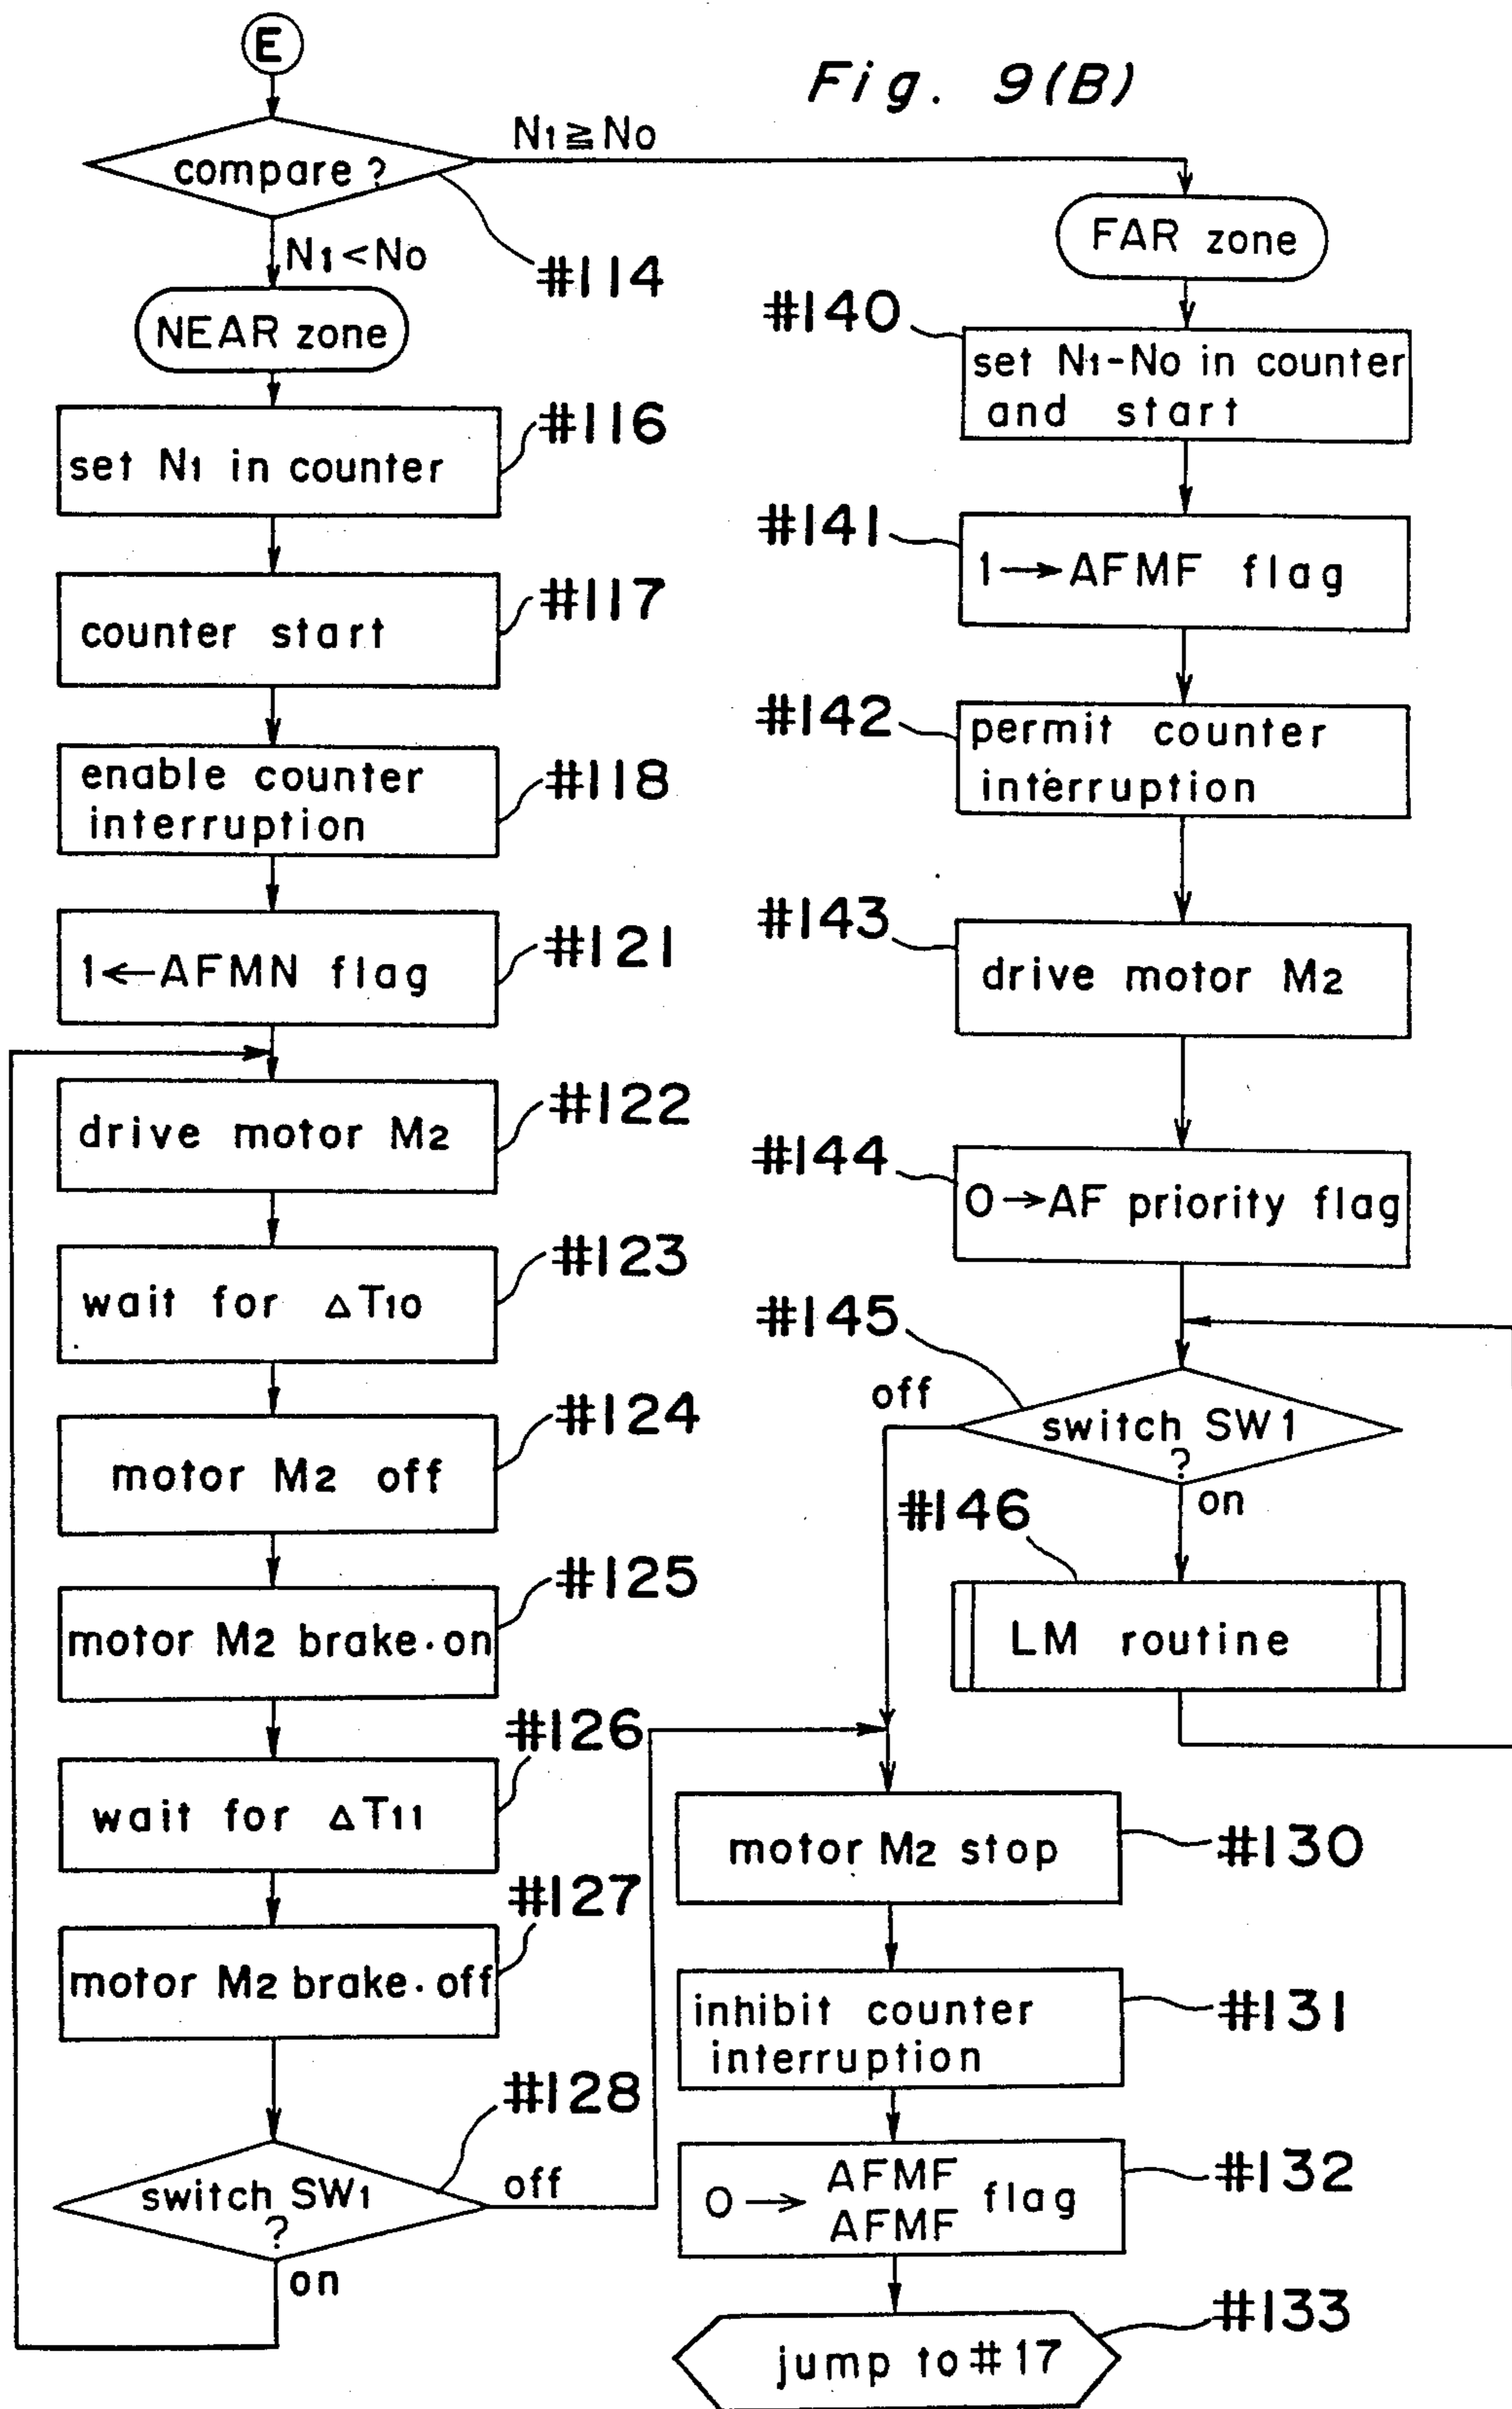 E
Fig. 9(B)
compare ?
N1≧No
N1<No
#114
NEAR zone
#116
set N1 in counter
#117
counter start
#118
enable counter
interruption
#121
1←AFMN flag
#122
drive motor M2
#123
wait for ΔT10
#124
motor M2 off
#125
motor M2 brake·on
#126
wait for ΔT11
#127
motor M2 brake·off
#128
switch SW1
?
off
on
FAR zone
#140
set N1-No in counter
and start
#141
1→AFMF flag
#142
permit counter
interruption
#143
drive motor M2
#144
0→AF priority flag
#145
off
switch SW1
?
on
#146
LM routine
motor M2 stop
#130
inhibit counter
interruption
#131
0→ AFMF flag
AFMF
#132
jump to #17
#133